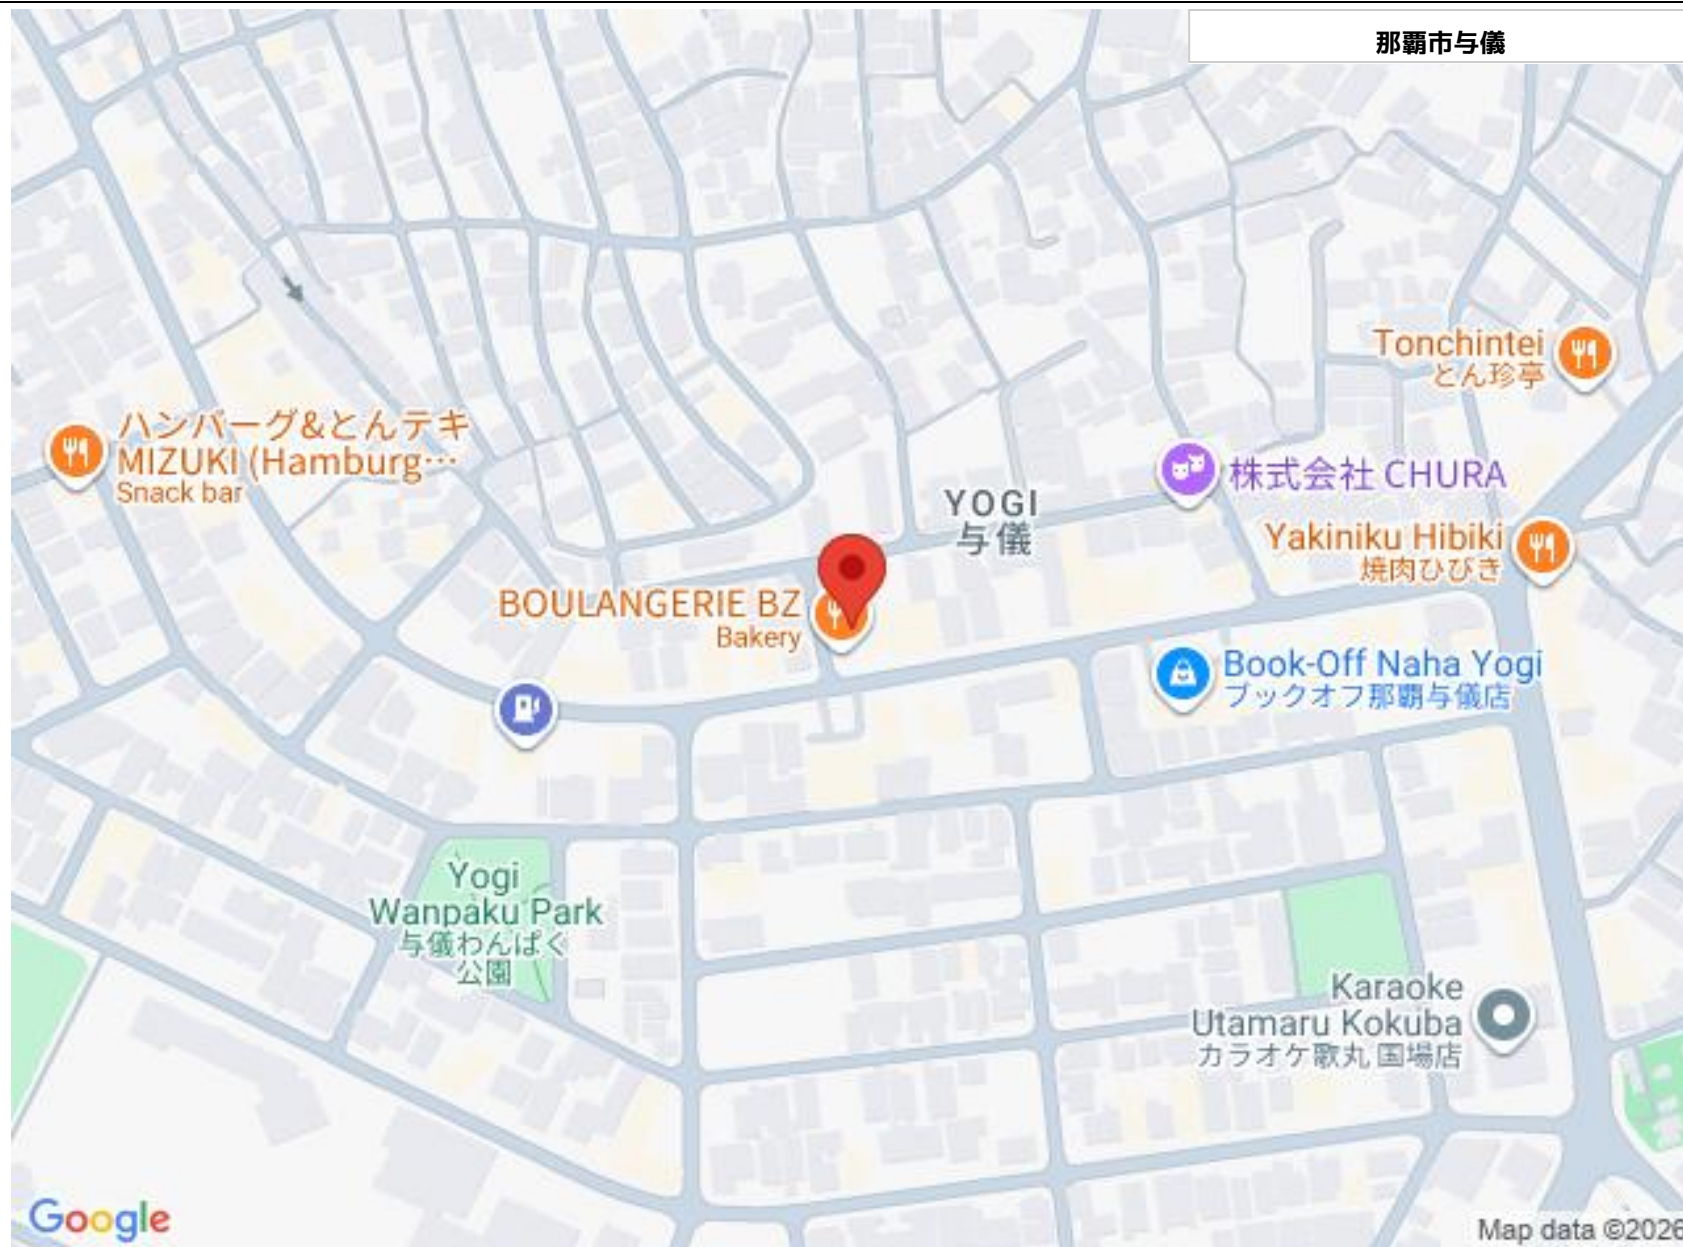 那覇市与儀
Tonchintei
とん珍亭
ハンバーグ&とんテキ
MIZUKI (Hamburg…
Snack bar
株式会社 CHURA
YOGI
与儀
Yakiniku Hibiki
焼肉ひびき
BOULANGERIE BZ
Bakery
Book-Off Naha Yogi
ブックオフ那覇与儀店
Yogi
Wanpaku Park
与儀わんぱく
公園
Karaoke
Utamaru Kokuba
カラオケ歌丸 国場店
Google
Map data ©2026